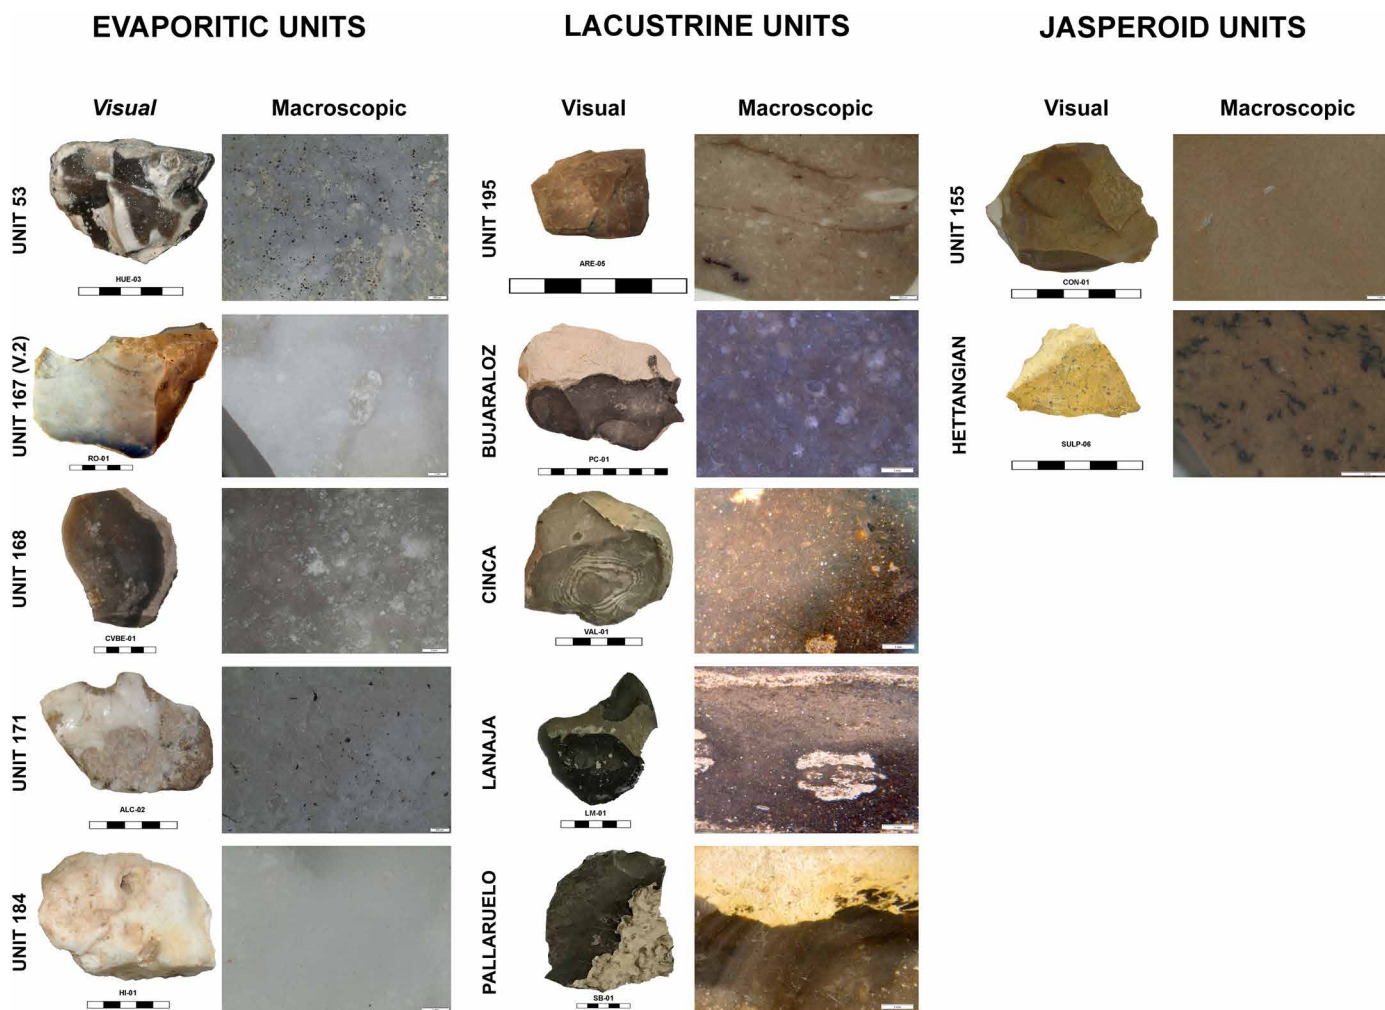 EVAPORITIC UNITS
LACUSTRINE UNITS
JASPEROID UNITS
Visual
Macroscopic
Visual
Macroscopic
Visual
Macroscopic
UNIT 53
HUE-03
UNIT 195
ARE-05
UNIT 155
CON-01
UNIT 167 (V.2)
RO-01
BUJARALOZ
PC-01
HETTANGIAN
SULP-06
UNIT 168
CVBE-01
CINCA
VAL-01
UNIT 171
ALC-02
LANAJA
LM-01
UNIT 184
HI-01
PALLARUELO
SB-01